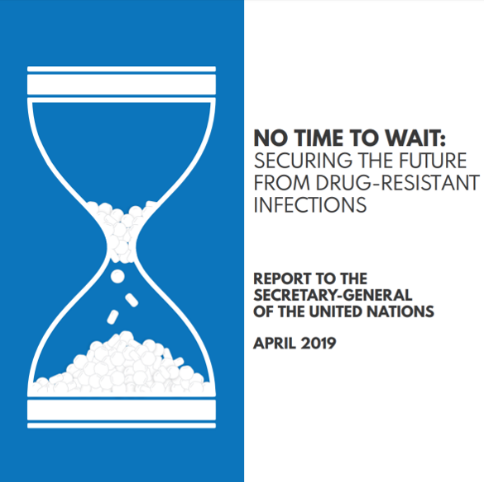 NO TIME TO WAIT:
SECURING THE FUTURE
FROM DRUG-RESISTANT
INFECTIONS
REPORT TO THE
SECRETARY-GENERAL
OF THE UNITED NATIONS
APRIL 2019